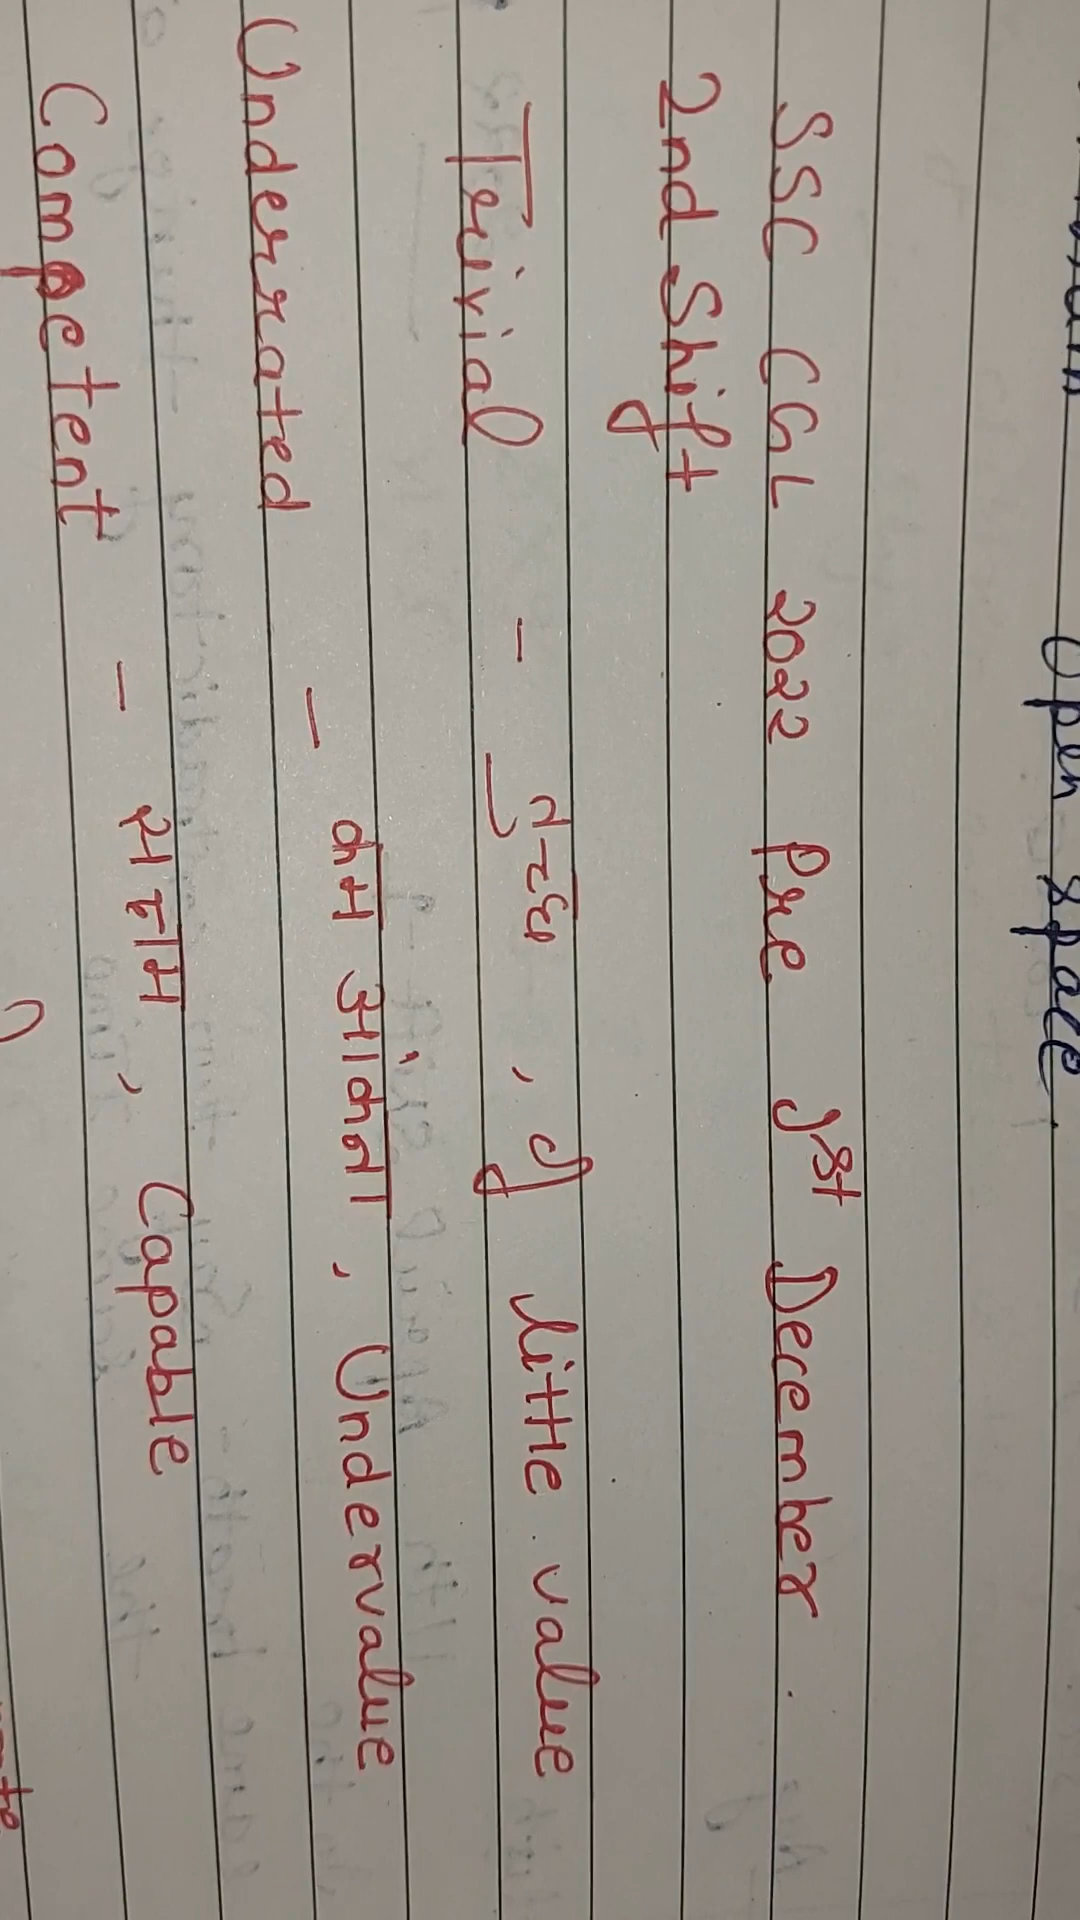 Open space.
SSC CGL 2022 Pre 1st December.
2nd Shift
Trivial - तुच्छ, of little value
Underrated - कम आंकना, Undervalue
Competent - सक्षम, Capable